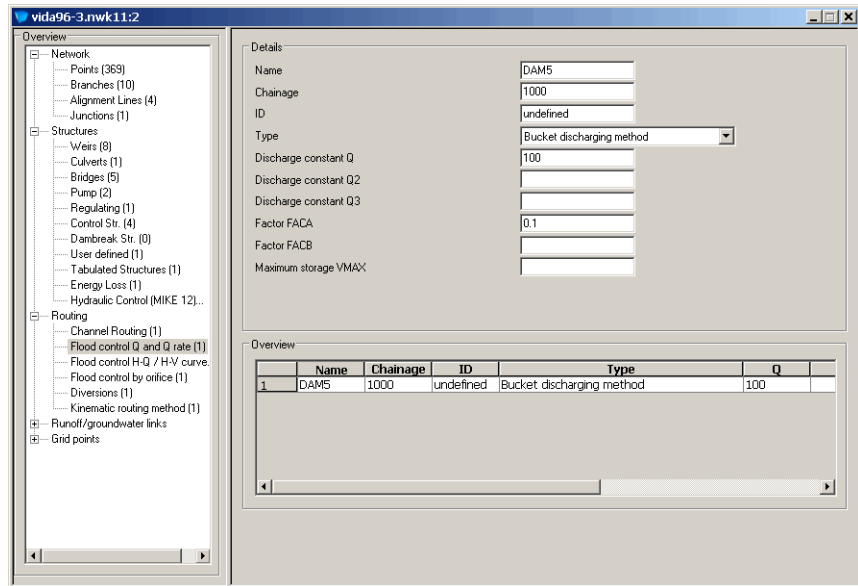 vida96-3.nwk11:2
Overview
Network
Points (369)
Branches (10)
Alignment Lines (4)
Junctions (1)
Structures
Weirs (8)
Culverts (1)
Bridges (5)
Pump (2)
Regulating (1)
Control Str. (4)
Dambreak Str. (0)
User defined (1)
Tabulated Structures (1)
Energy Loss (1)
Hydraulic Control (MIKE 12)...
Routing
Channel Routing (1)
Flood control Q and Q rate (1)
Flood control H-Q / H-V curve.
Flood control by orifice (1)
Diversions (1)
Kinematic routing method (1)
Runoff/groundwater links
Grid points
Details
Name DAM5
Chainage 1000
ID undefined
Type Bucket discharging method
Discharge constant Q 100
Discharge constant Q2
Discharge constant Q3
Factor FACA 0.1
Factor FACB
Maximum storage VMAX
Overview
Name Chainage ID Type Q
1 DAM5 1000 undefined Bucket discharging method 100